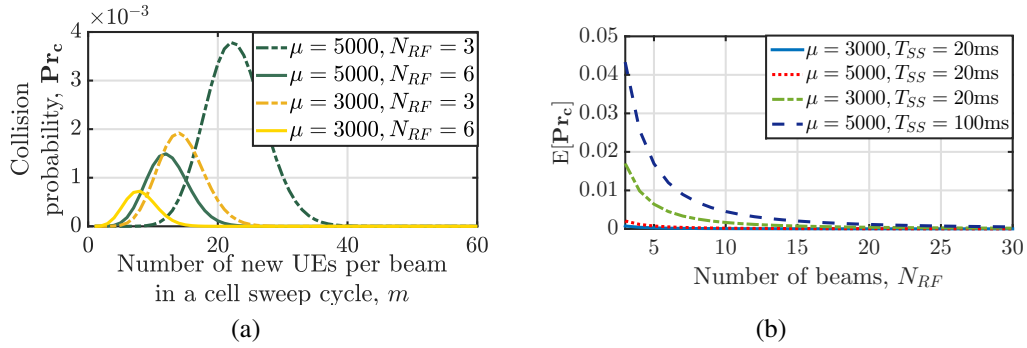 ×10⁻³
4
3
2
1
0
0
20
40
60
Collision
probability, Pr_c
Number of new UEs per beam
in a cell sweep cycle, m
μ = 5000, N_RF = 3
μ = 5000, N_RF = 6
μ = 3000, N_RF = 3
μ = 3000, N_RF = 6
(a)
0.05
0.04
0.03
0.02
0.01
0
5
10
15
20
25
30
E[Pr_c]
Number of beams, N_RF
μ = 3000, T_SS = 20ms
μ = 5000, T_SS = 20ms
μ = 3000, T_SS = 20ms
μ = 5000, T_SS = 100ms
(b)